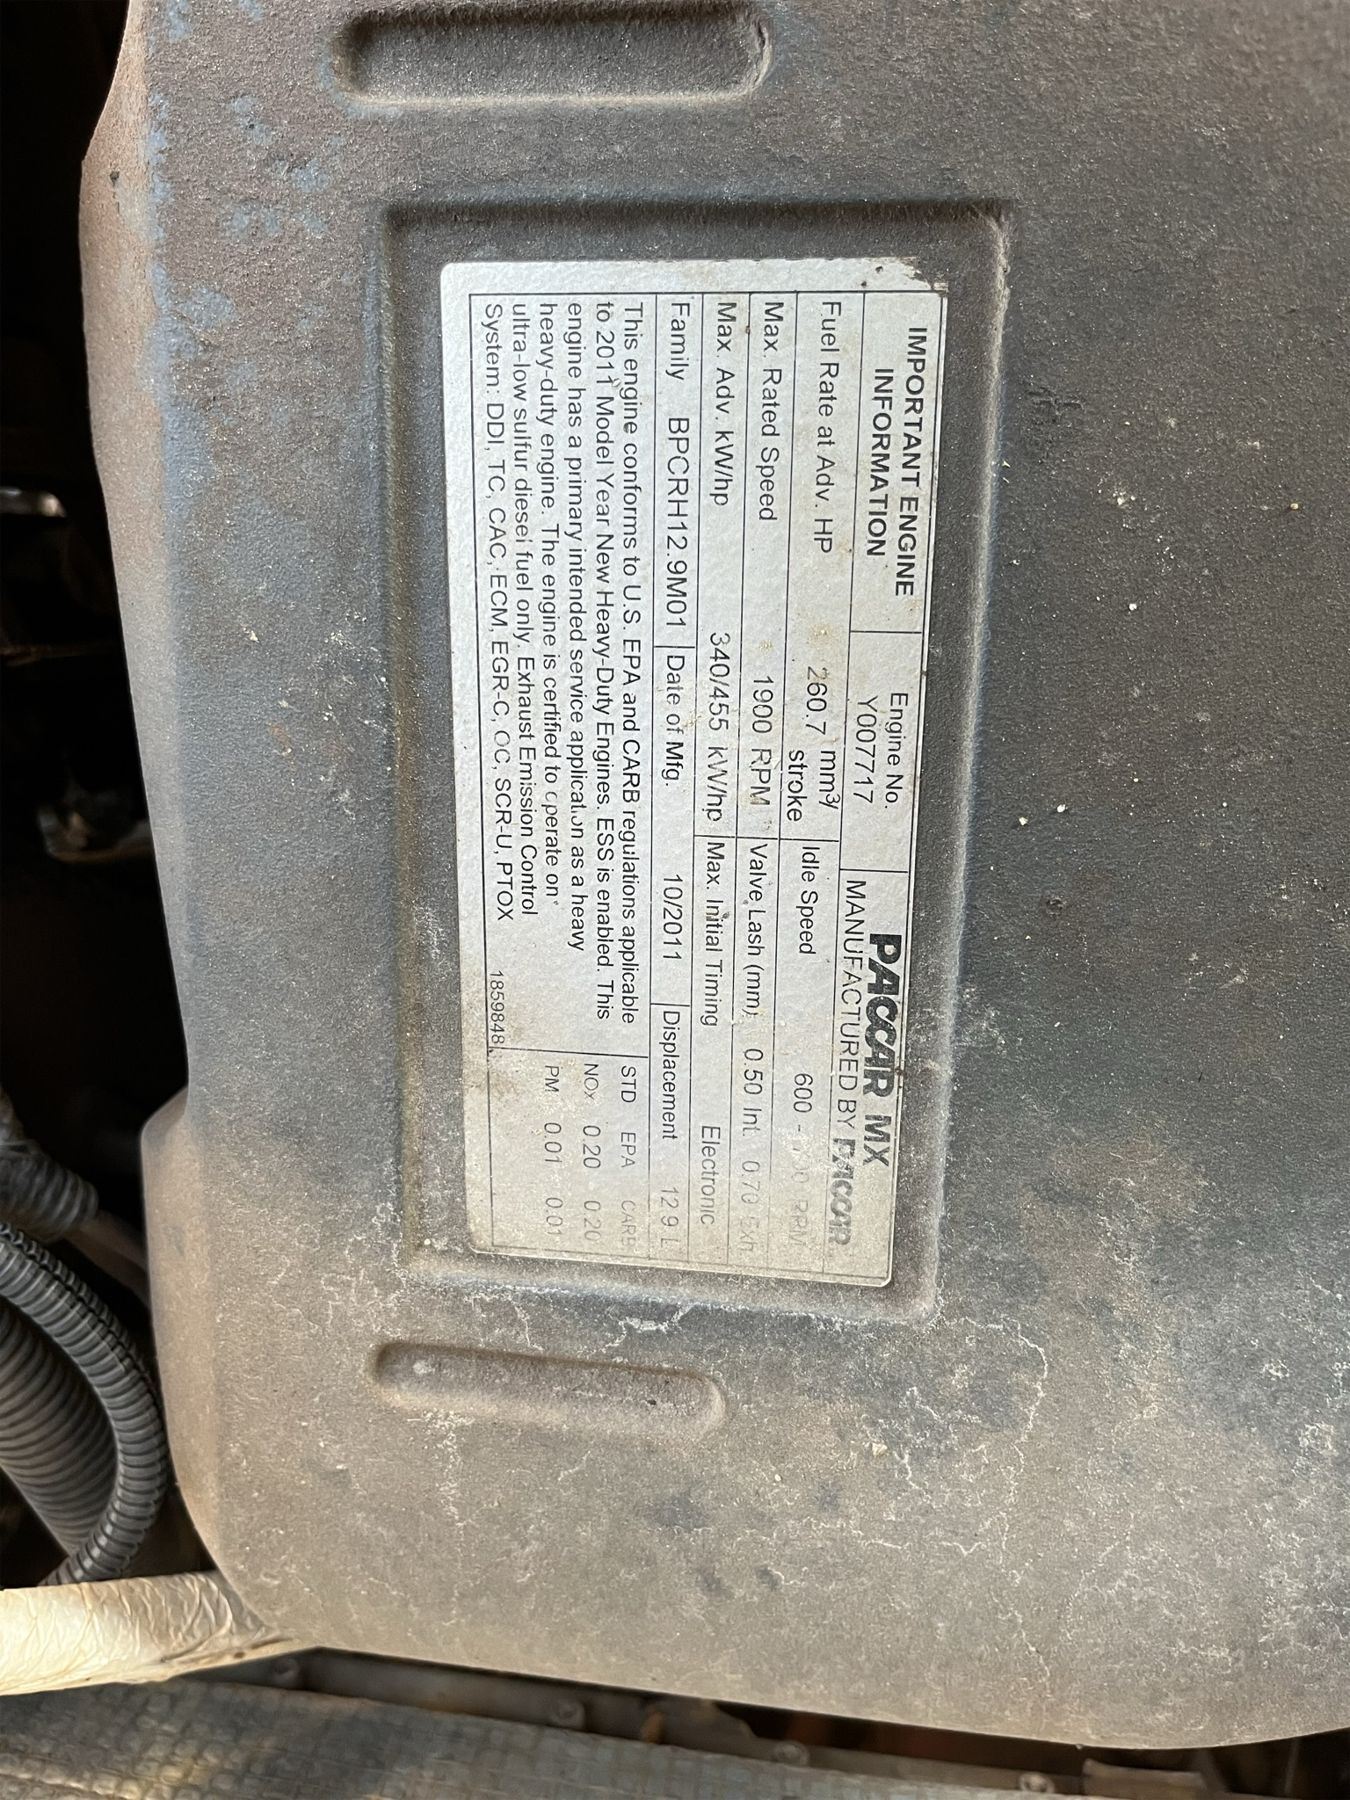 IMPORTANT ENGINE
INFORMATION
Engine No.
Y007717
PACCAR MX
MANUFACTURED BY PACCAR
Fuel Rate at Adv. HP 260.7 mm3/
stroke
Idle Speed 600 - RPM
Max. Rated Speed 1900 RPM
Valve Lash (mm) 0.50 Int. 0.70 Exh
Max. Adv. kW/hp 340/455 kW/hp
Max. Initial Timing Electronic
Family BPCRH12.9M01
Date of Mfg. 10/2011
Displacement 12.9 L
This engine conforms to U.S. EPA and CARB regulations applicable
to 2011 Model Year New Heavy-Duty Engines. ESS is enabled. This
engine has a primary intended service application as a heavy
heavy-duty engine. The engine is certified to operate on
ultra-low sulfur diesel fuel only. Exhaust Emission Control
System: DDI, TC, CAC, ECM, EGR-C, OC, SCR-U, PTOX
1859848
STD EPA CARB
NOx 0.20 0.20
PM 0.01 0.01